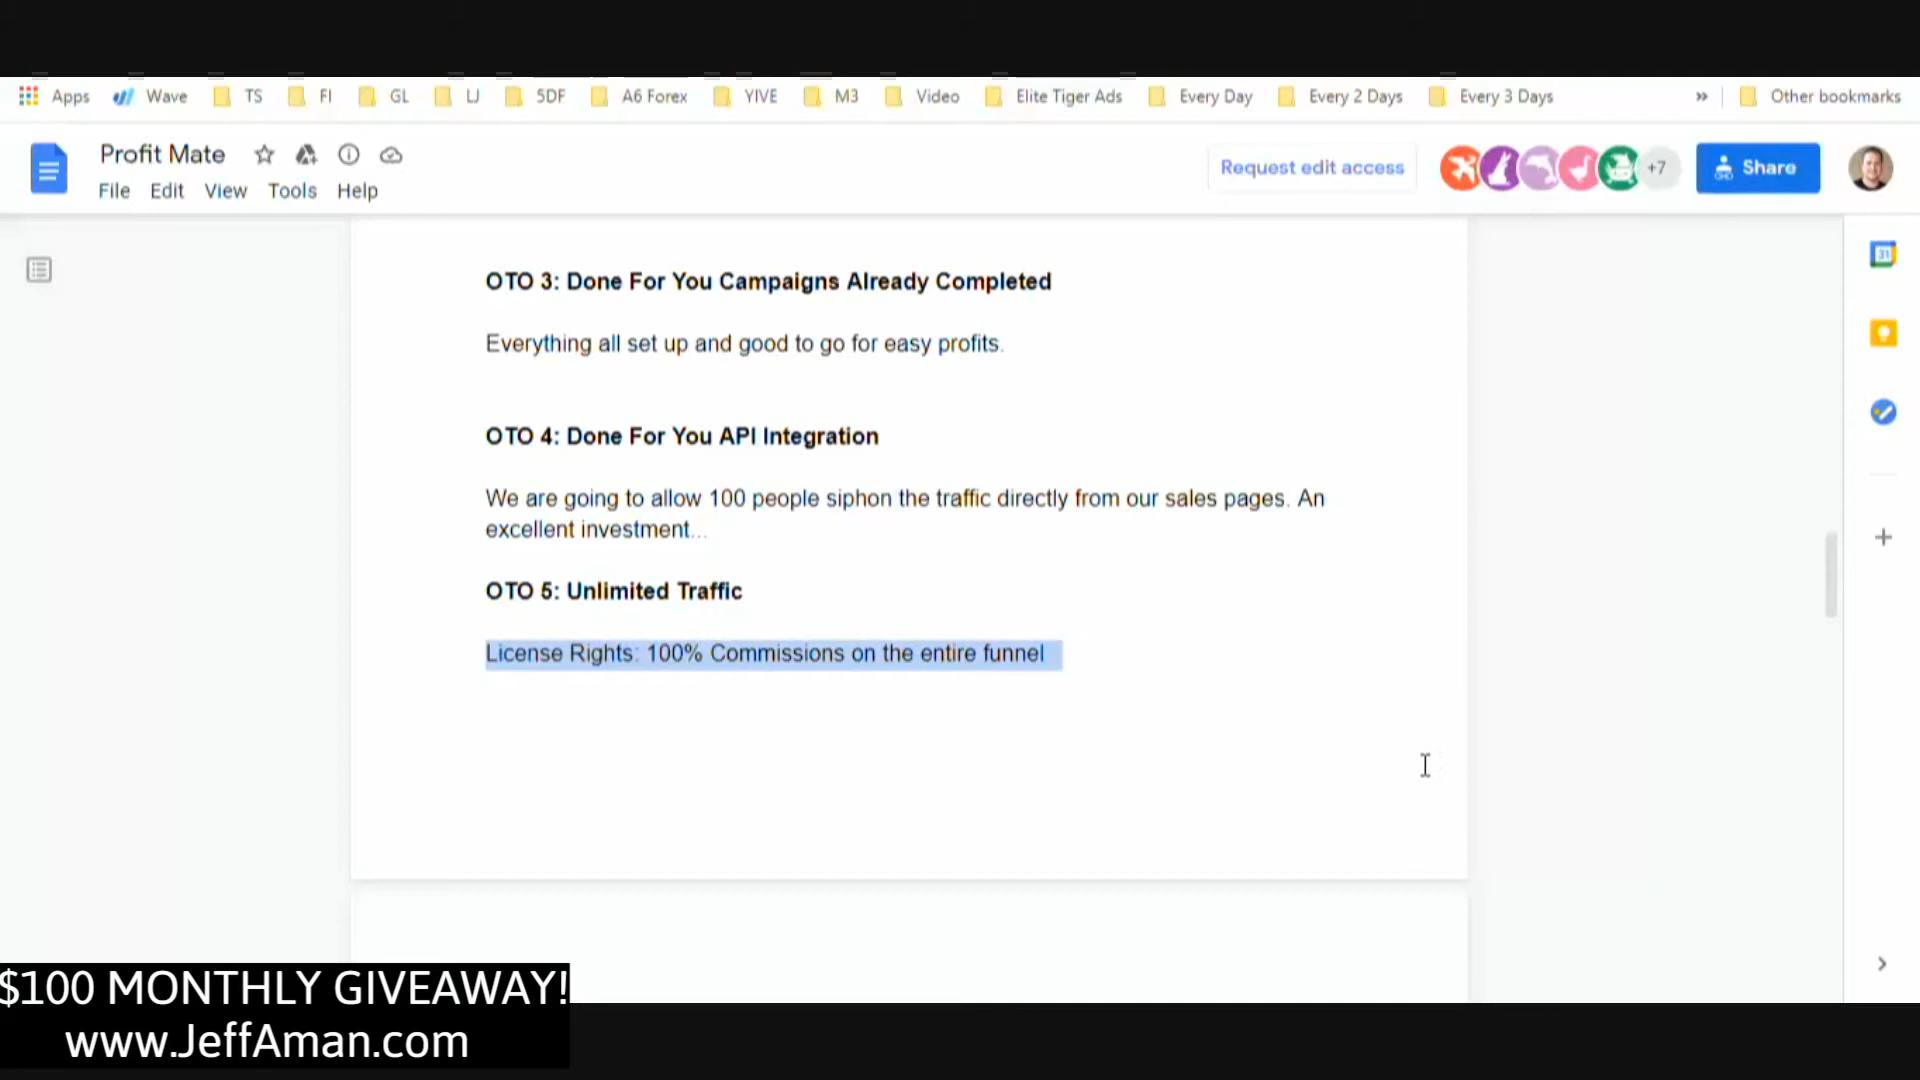 Apps Wave TS FI GL LJ 5DF A6 Forex YIVE M3 Video Elite Tiger Ads Every Day Every 2 Days Every 3 Days » Other bookmarks
Profit Mate
File Edit View Tools Help
Request edit access
+7
Share
31
OTO 3: Done For You Campaigns Already Completed
Everything all set up and good to go for easy profits.
OTO 4: Done For You API Integration
We are going to allow 100 people siphon the traffic directly from our sales pages. An
excellent investment...
OTO 5: Unlimited Traffic
License Rights: 100% Commissions on the entire funnel
$100 MONTHLY GIVEAWAY!
www.JeffAman.com